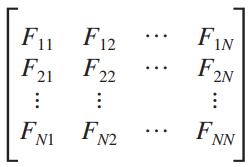 F11 F12 ⋯ F1N
F21 F22 ⋯ F2N
⋮ ⋮ ⋮
FN1 FN2 ⋯ FNN